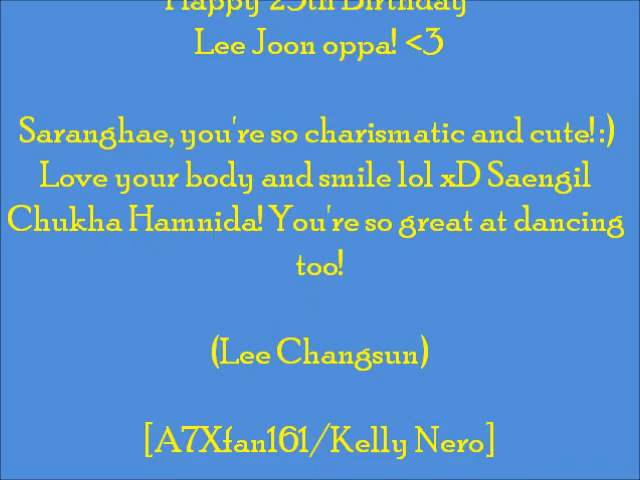 Happy 25th Birthday
Lee Joon oppa! <3
Saranghae, you're so charismatic and cute! :)
Love your body and smile lol xD Saengil
Chukha Hamnida! You're so great at dancing
too!
(Lee Changsun)
[A7Xfan161/Kelly Nero]